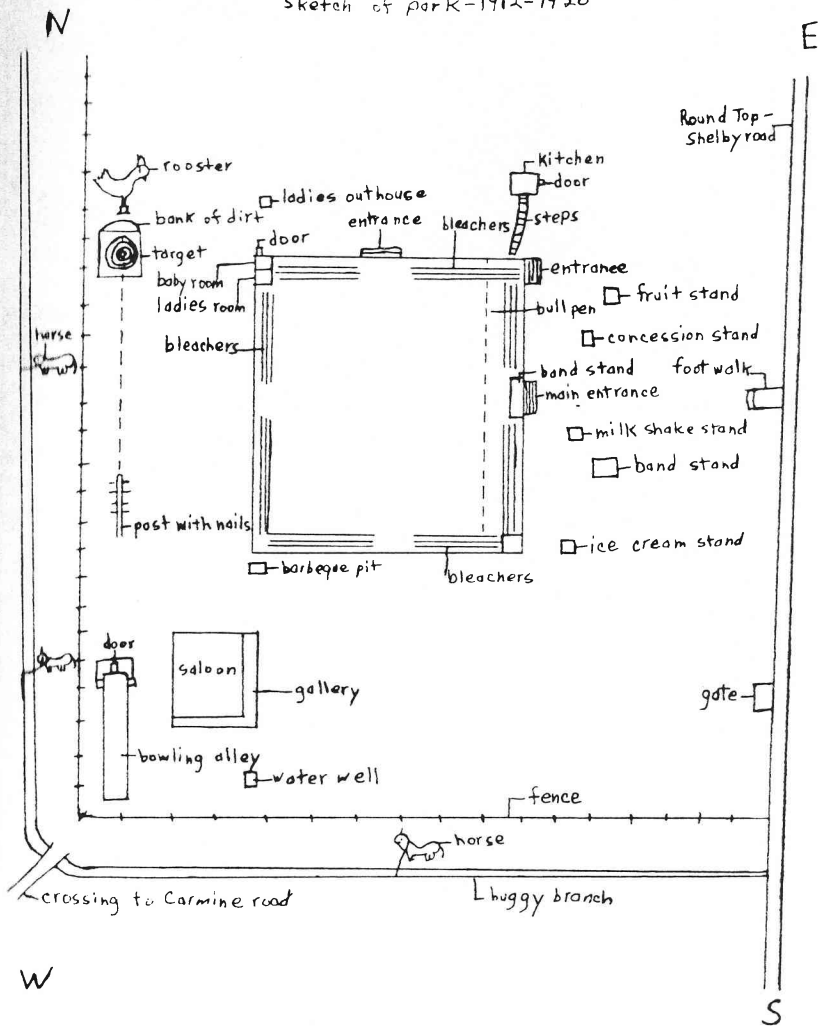 Sketch of park-1912-1920
N
E
Round Top-
Shelby road
rooster
kitchen
door
ladies outhouse
bank of dirt
entrance
bleachers
steps
target
door
entrance
baby room
ladies room
bull pen
fruit stand
horse
bleachers
concession stand
band stand
foot walk
main entrance
milk shake stand
band stand
post with nails
ice cream stand
barbeque pit
bleachers
door
saloon
gallery
gate
bowling alley
water well
fence
horse
crossing to Carmine road
buggy branch
W
S